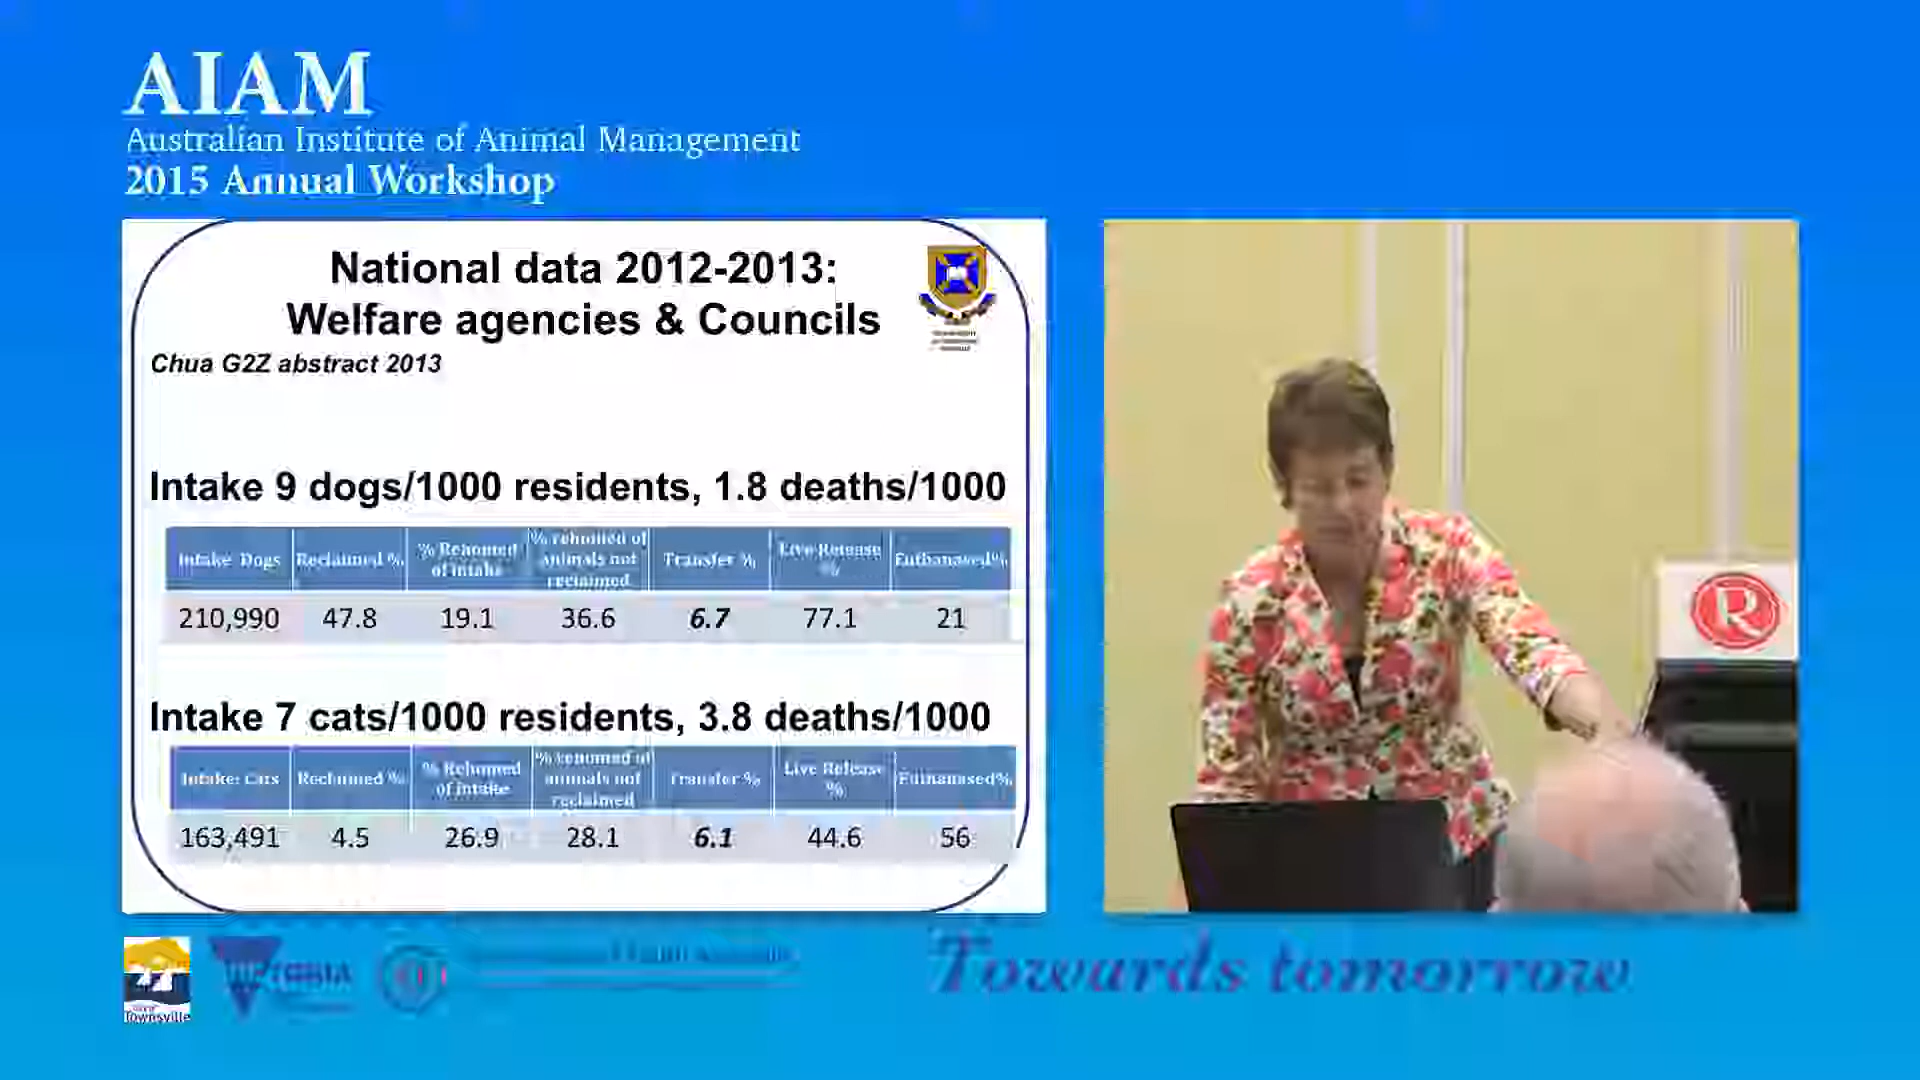 AIAM
Australian Institute of Animal Management
2015 Annual Workshop
National data 2012-2013:
Welfare agencies & Councils
Chua G2Z abstract 2013
Intake 9 dogs/1000 residents, 1.8 deaths/1000
Intake Dogs
Reclaimed %
% Rehomed
of intake
% rehomed of
animals not
reclaimed
Transfer %
Live Release
%
Euthanased%
210,990 47.8 19.1 36.6 6.7 77.1 21
Intake 7 cats/1000 residents, 3.8 deaths/1000
Intake: Cats
Reclaimed %
% Rehomed
of intake
% rehomed of
animals not
reclaimed
Transfer %
Live Release
%
Euthanased%
163,491 4.5 26.9 28.1 6.1 44.6 56
R
Townsville
VICTORIA
Towards tomorrow